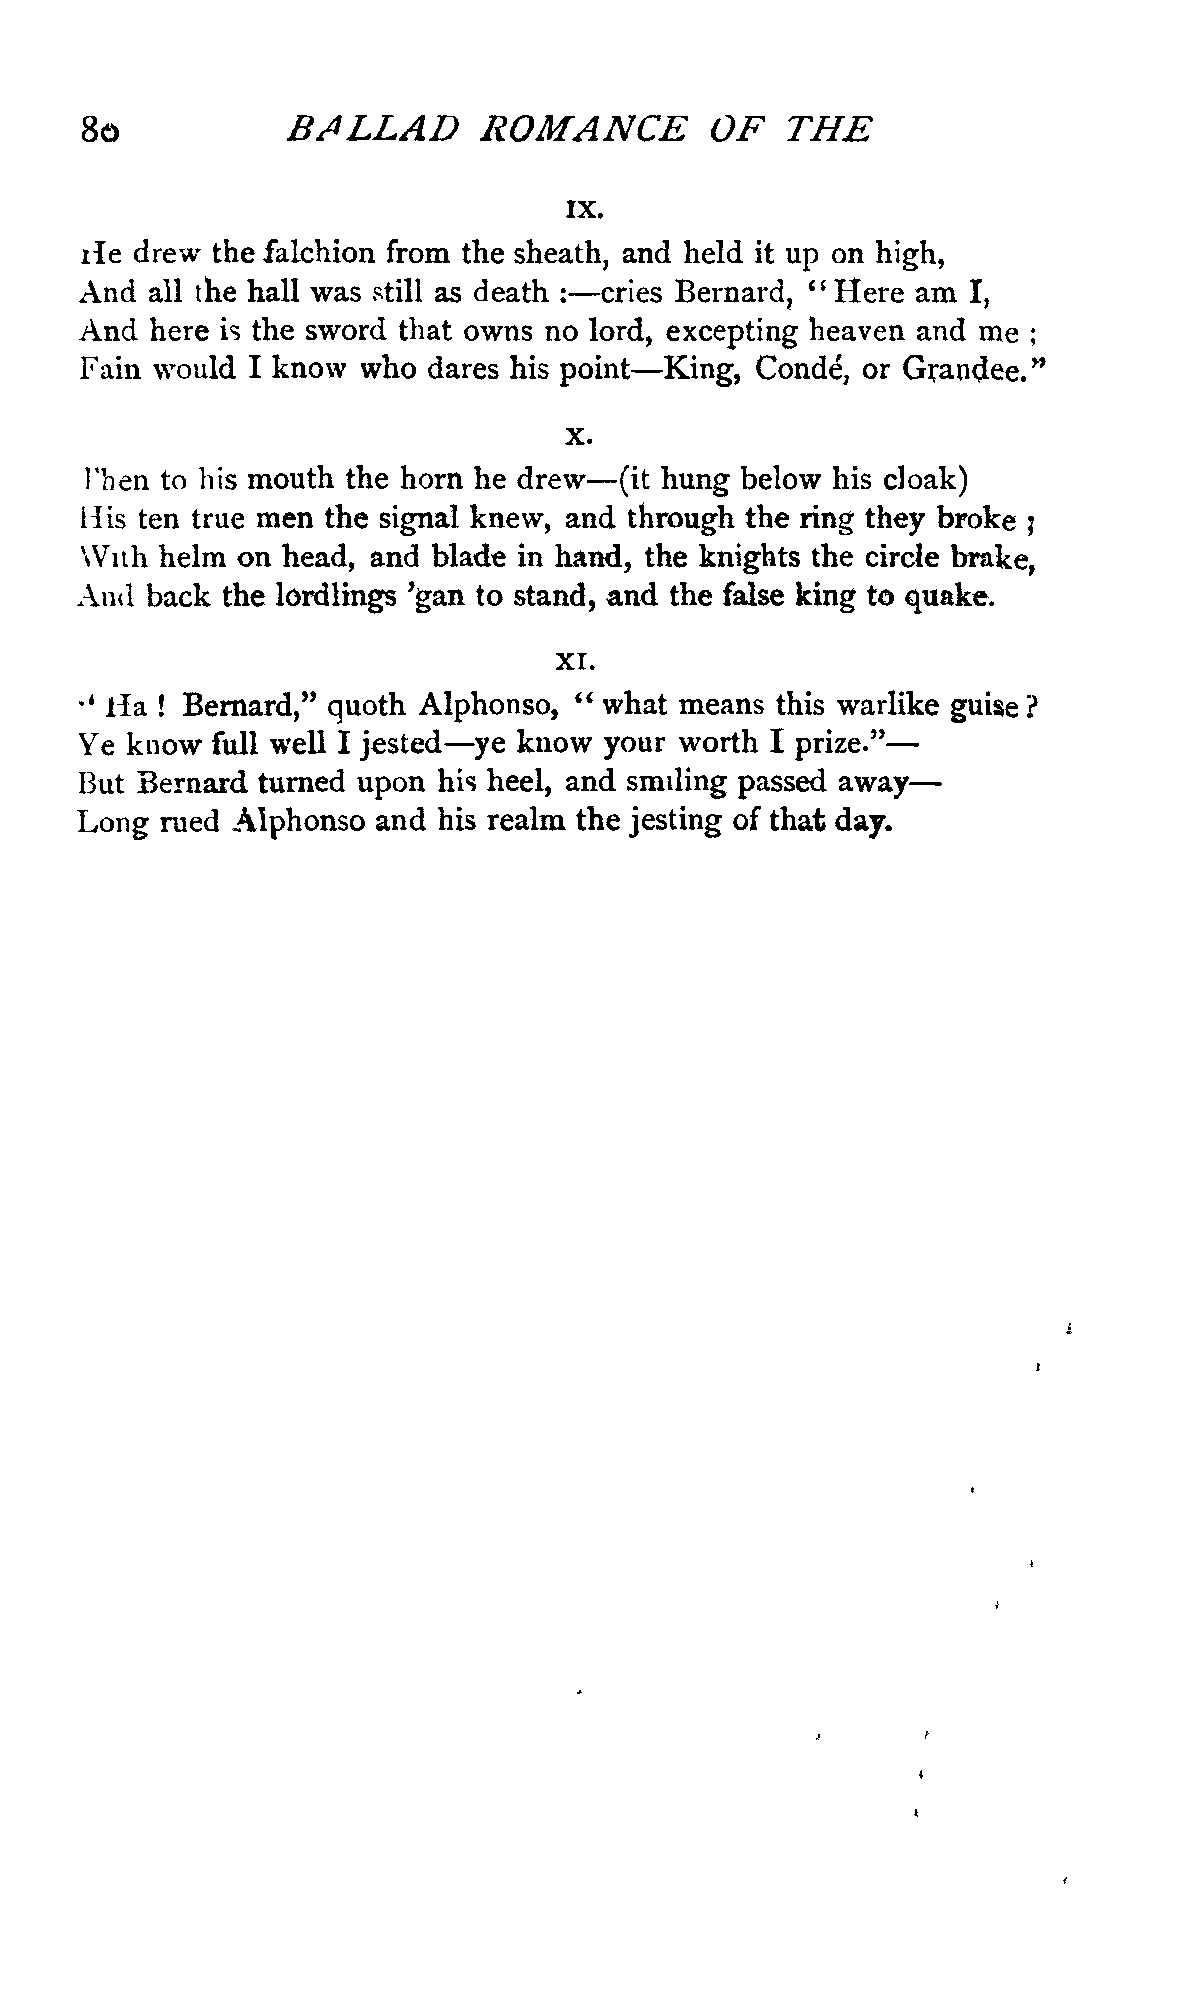 80 BALLAD ROMANCE OF THE
IX.
He drew the falchion from the sheath, and held it up on high,
And all the hall was still as death :—cries Bernard, “Here am I,
And here is the sword that owns no lord, excepting heaven and me ;
Fain would I know who dares his point—King, Condé, or Grandee.”
X.
Then to his mouth the horn he drew—(it hung below his cloak)
His ten true men the signal knew, and through the ring they broke ;
With helm on head, and blade in hand, the knights the circle brake,
And back the lordlings ’gan to stand, and the false king to quake.
XI.
“ Ha ! Bernard,” quoth Alphonso, “ what means this warlike guise ?
Ye know full well I jested—ye know your worth I prize.”—
But Bernard turned upon his heel, and smiling passed away—
Long rued Alphonso and his realm the jesting of that day.